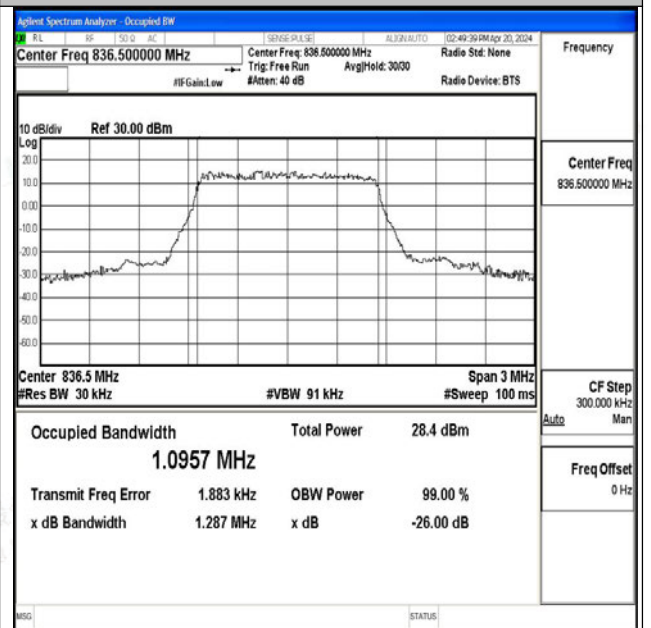 Agilent Spectrum Analyzer - Occupied BW
RL RF 50 Ω AC SENSE:PULSE ALIGN AUTO 02:49:39 PM Apr 20, 2024
Center Freq 836.500000 MHz
Center Freq: 836.500000 MHz Radio Std: None
Trig: Free Run Avg|Hold: 30/30
#IFGain:Low #Atten: 40 dB Radio Device: BTS
Frequency
10 dB/div Ref 30.00 dBm
Log
20.0
10.0
0.00
-10.0
-20.0
-30.0
-40.0
-50.0
-60.0
Center Freq
836.500000 MHz
Center 836.5 MHz Span 3 MHz
#Res BW 30 kHz #VBW 91 kHz #Sweep 100 ms
CF Step
300.000 kHz
Auto Man
Occupied Bandwidth Total Power 28.4 dBm
1.0957 MHz
Transmit Freq Error 1.883 kHz OBW Power 99.00 %
x dB Bandwidth 1.287 MHz x dB -26.00 dB
Freq Offset
0 Hz
MSG STATUS